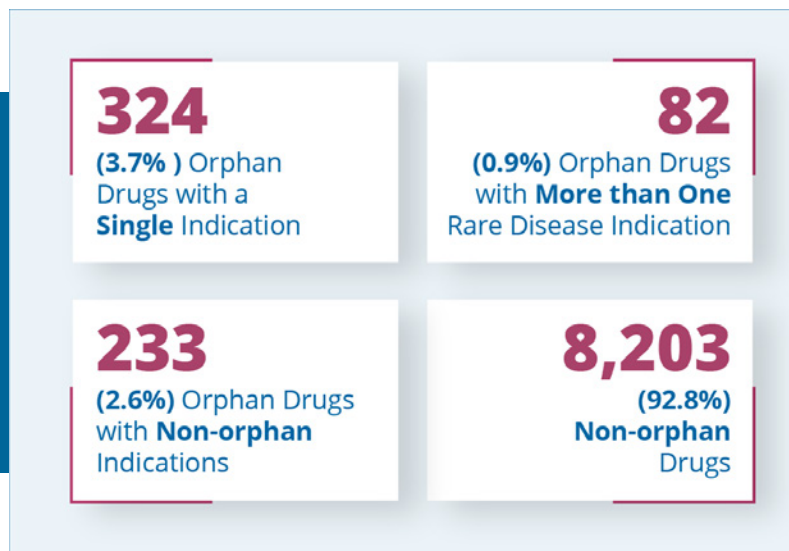 324
(3.7% ) Orphan
Drugs with a
Single Indication
82
(0.9%) Orphan Drugs
with More than One
Rare Disease Indication
233
(2.6%) Orphan Drugs
with Non-orphan
Indications
8,203
(92.8%)
Non-orphan
Drugs